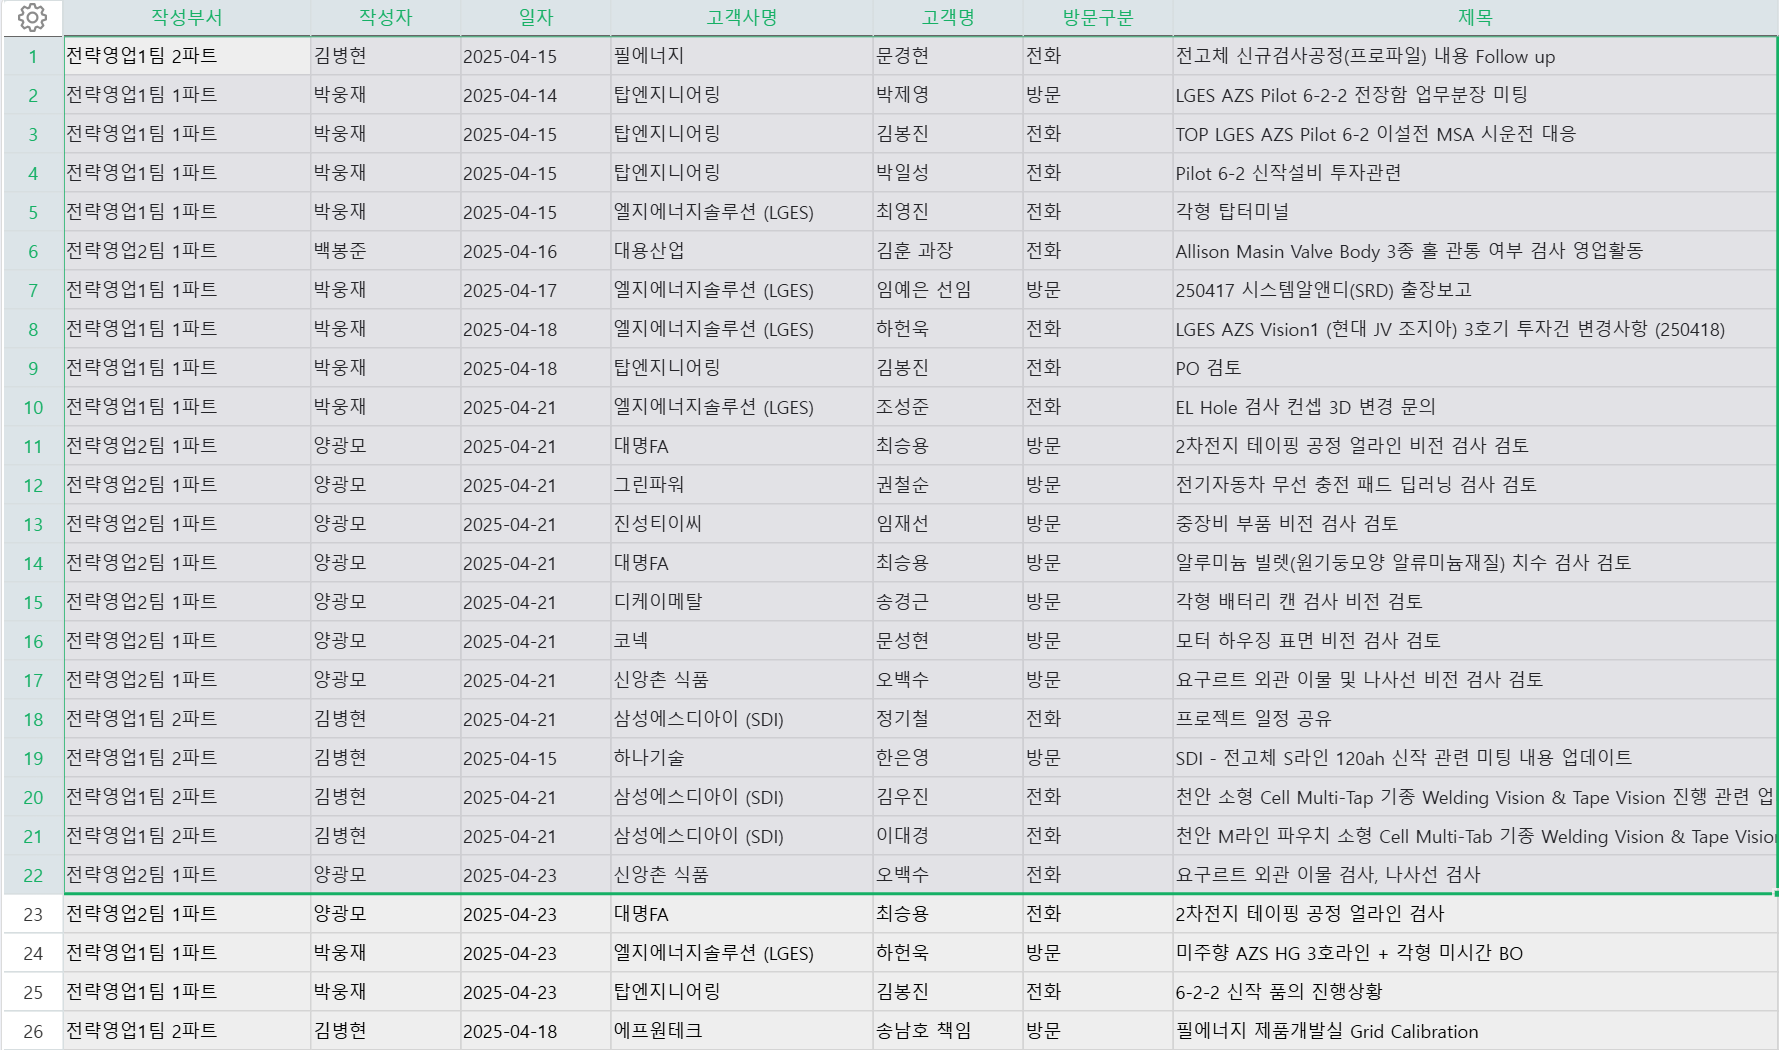 작성부서 작성자 일자 고객사명 고객명 방문구분 제목
1 전략영업1팀 2파트 김병현 2025-04-15 필에너지 문경현 전화 전고체 신규검사공정(프로파일) 내용 Follow up
2 전략영업1팀 1파트 박웅재 2025-04-14 탑엔지니어링 박제영 방문 LGES AZS Pilot 6-2-2 전장함 업무분장 미팅
3 전략영업1팀 1파트 박웅재 2025-04-15 탑엔지니어링 김봉진 전화 TOP LGES AZS Pilot 6-2 이설전 MSA 시운전 대응
4 전략영업1팀 1파트 박웅재 2025-04-15 탑엔지니어링 박일성 전화 Pilot 6-2 신작설비 투자관련
5 전략영업1팀 1파트 박웅재 2025-04-15 엘지에너지솔루션 (LGES) 최영진 전화 각형 탑터미널
6 전략영업2팀 1파트 백봉준 2025-04-16 대용산업 김훈 과장 전화 Allison Masin Valve Body 3종 홀 관통 여부 검사 영업활동
7 전략영업1팀 1파트 박웅재 2025-04-17 엘지에너지솔루션 (LGES) 임예은 선임 방문 250417 시스템알앤디(SRD) 출장보고
8 전략영업1팀 1파트 박웅재 2025-04-18 엘지에너지솔루션 (LGES) 하헌욱 전화 LGES AZS Vision1 (현대 JV 조지아) 3호기 투자건 변경사항 (250418)
9 전략영업1팀 1파트 박웅재 2025-04-18 탑엔지니어링 김봉진 전화 PO 검토
10 전략영업1팀 1파트 박웅재 2025-04-21 엘지에너지솔루션 (LGES) 조성준 전화 EL Hole 검사 컨셉 3D 변경 문의
11 전략영업2팀 1파트 양광모 2025-04-21 대명FA 최승용 방문 2차전지 테이핑 공정 얼라인 비전 검사 검토
12 전략영업2팀 1파트 양광모 2025-04-21 그린파워 권철순 방문 전기자동차 무선 충전 패드 딥러닝 검사 검토
13 전략영업2팀 1파트 양광모 2025-04-21 진성티이씨 임재선 방문 중장비 부품 비전 검사 검토
14 전략영업2팀 1파트 양광모 2025-04-21 대명FA 최승용 방문 알루미늄 빌렛(원기둥모양 알류미늄재질) 치수 검사 검토
15 전략영업2팀 1파트 양광모 2025-04-21 디케이메탈 송경근 방문 각형 배터리 캔 검사 비전 검토
16 전략영업2팀 1파트 양광모 2025-04-21 코넥 문성현 방문 모터 하우징 표면 비전 검사 검토
17 전략영업2팀 1파트 양광모 2025-04-21 신앙촌 식품 오백수 방문 요구르트 외관 이물 및 나사선 비전 검사 검토
18 전략영업1팀 2파트 김병현 2025-04-21 삼성에스디아이 (SDI) 정기철 전화 프로젝트 일정 공유
19 전략영업1팀 2파트 김병현 2025-04-15 하나기술 한은영 방문 SDI - 전고체 S라인 120ah 신작 관련 미팅 내용 업데이트
20 전략영업1팀 2파트 김병현 2025-04-21 삼성에스디아이 (SDI) 김우진 전화 천안 소형 Cell Multi-Tap 기종 Welding Vision & Tape Vision 진행 관련 업
21 전략영업1팀 2파트 김병현 2025-04-21 삼성에스디아이 (SDI) 이대경 전화 천안 M라인 파우치 소형 Cell Multi-Tab 기종 Welding Vision & Tape Visio
22 전략영업2팀 1파트 양광모 2025-04-23 신앙촌 식품 오백수 전화 요구르트 외관 이물 검사, 나사선 검사
23 전략영업2팀 1파트 양광모 2025-04-23 대명FA 최승용 전화 2차전지 테이핑 공정 얼라인 검사
24 전략영업1팀 1파트 박웅재 2025-04-23 엘지에너지솔루션 (LGES) 하헌욱 방문 미주향 AZS HG 3호라인 + 각형 미시간 BO
25 전략영업1팀 1파트 박웅재 2025-04-23 탑엔지니어링 김봉진 전화 6-2-2 신작 품의 진행상황
26 전략영업1팀 2파트 김병현 2025-04-18 에프원테크 송남호 책임 방문 필에너지 제품개발실 Grid Calibration